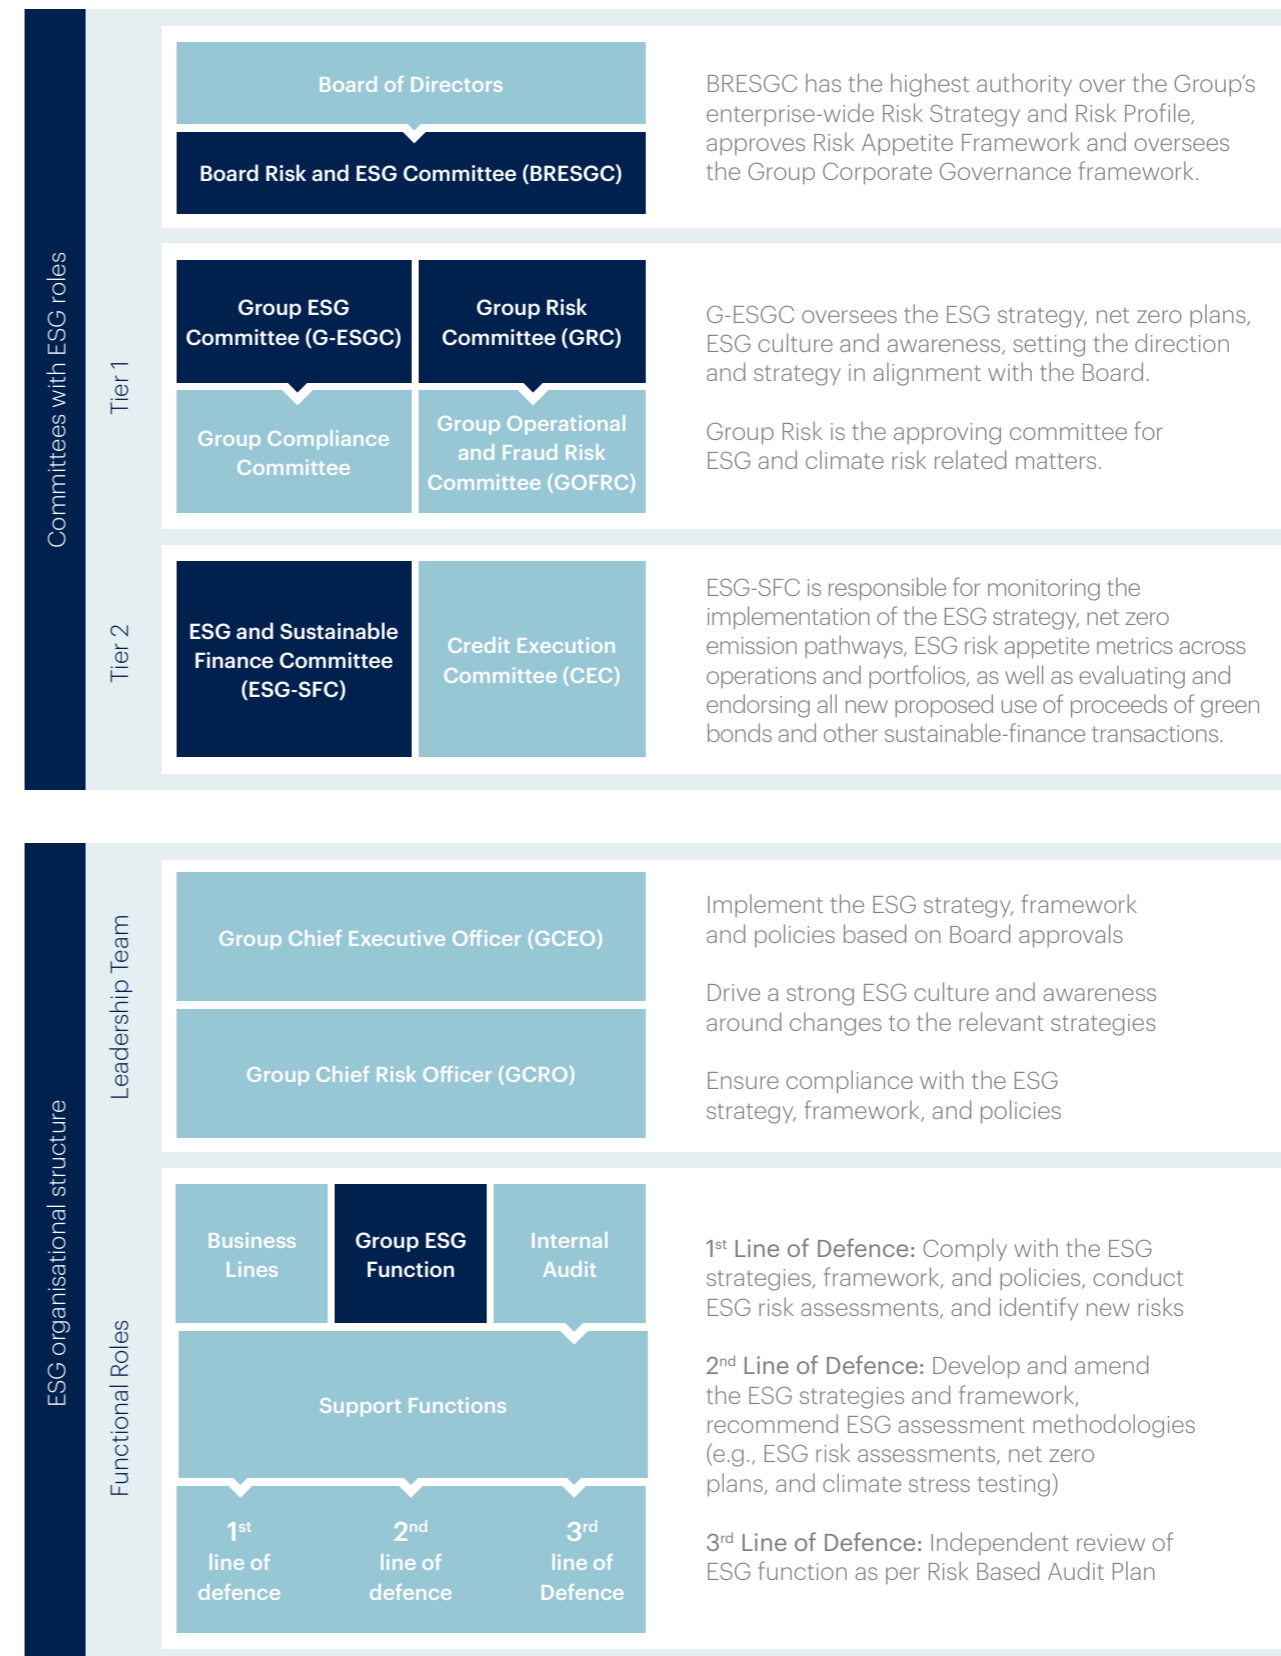 Committees with ESG roles
Board of Directors
Board Risk and ESG Committee (BRESGC)
BRESGC has the highest authority over the Group's
enterprise-wide Risk Strategy and Risk Profile,
approves Risk Appetite Framework and oversees
the Group Corporate Governance framework.
Tier 1
Group ESG
Committee (G-ESGC)
Group Risk
Committee (GRC)
Group Compliance
Committee
Group Operational
and Fraud Risk
Committee (GOFRC)
G-ESGC oversees the ESG strategy, net zero plans,
ESG culture and awareness, setting the direction
and strategy in alignment with the Board.
Group Risk is the approving committee for
ESG and climate risk related matters.
Tier 2
ESG and Sustainable
Finance Committee
(ESG-SFC)
Credit Execution
Committee (CEC)
ESG-SFC is responsible for monitoring the
implementation of the ESG strategy, net zero
emission pathways, ESG risk appetite metrics across
operations and portfolios, as well as evaluating and
endorsing all new proposed use of proceeds of green
bonds and other sustainable-finance transactions.
ESG organisational structure
Leadership Team
Group Chief Executive Officer (GCEO)
Group Chief Risk Officer (GCRO)
Implement the ESG strategy, framework
and policies based on Board approvals
Drive a strong ESG culture and awareness
around changes to the relevant strategies
Ensure compliance with the ESG
strategy, framework, and policies
Functional Roles
Business
Lines
Group ESG
Function
Internal
Audit
Support Functions
1st
line of
defence
2nd
line of
defence
3rd
line of
Defence
1st Line of Defence: Comply with the ESG
strategies, framework, and policies, conduct
ESG risk assessments, and identify new risks
2nd Line of Defence: Develop and amend
the ESG strategies and framework,
recommend ESG assessment methodologies
(e.g., ESG risk assessments, net zero
plans, and climate stress testing)
3rd Line of Defence: Independent review of
ESG function as per Risk Based Audit Plan